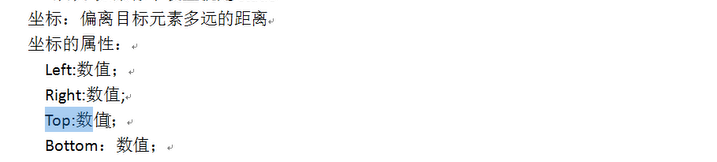 坐标：偏离目标元素多远的距离
坐标的属性：
Left:数值；
Right:数值;
Top:数值；
Bottom：数值；